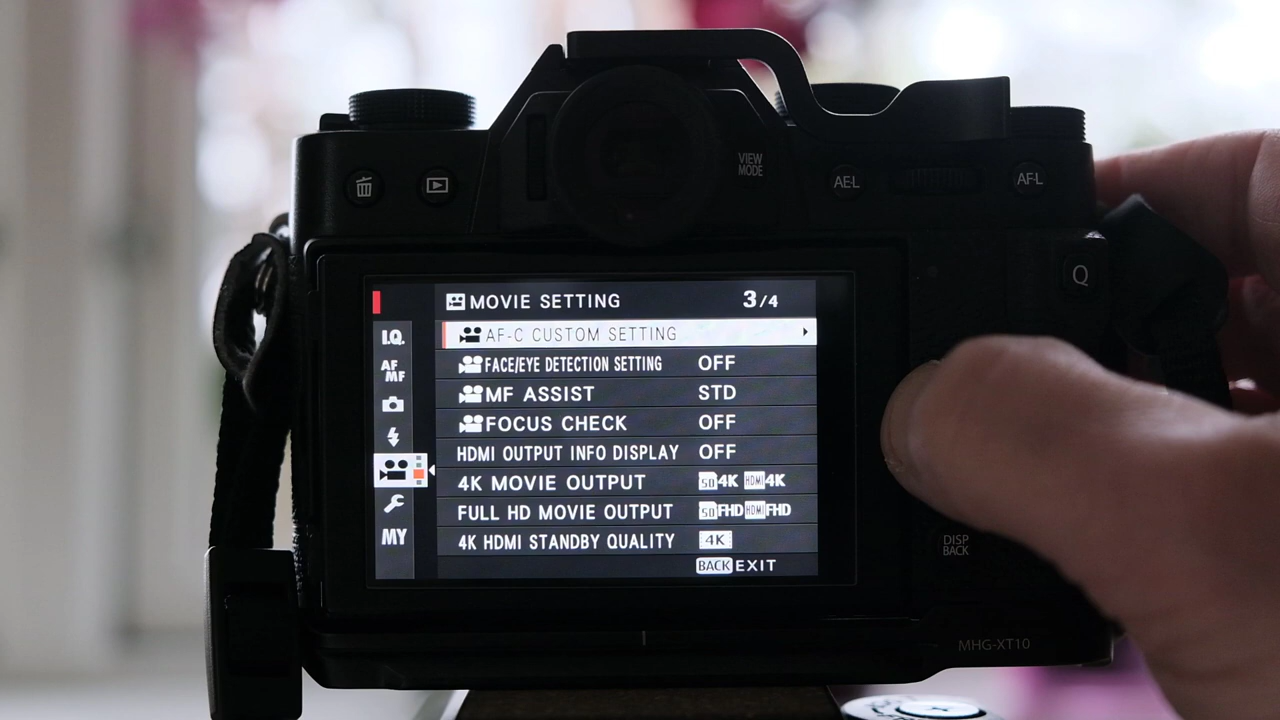 VIEW
MODE
AE-L
AF-L
Q
MOVIE SETTING 3/4
I.Q.
AF
MF
MY
AF-C CUSTOM SETTING
FACE/EYE DETECTION SETTING OFF
MF ASSIST STD
FOCUS CHECK OFF
HDMI OUTPUT INFO DISPLAY OFF
4K MOVIE OUTPUT SD 4K HDMI 4K
FULL HD MOVIE OUTPUT SD FHD HDMI FHD
4K HDMI STANDBY QUALITY 4K
BACK EXIT
DISP
BACK
MHG-XT10